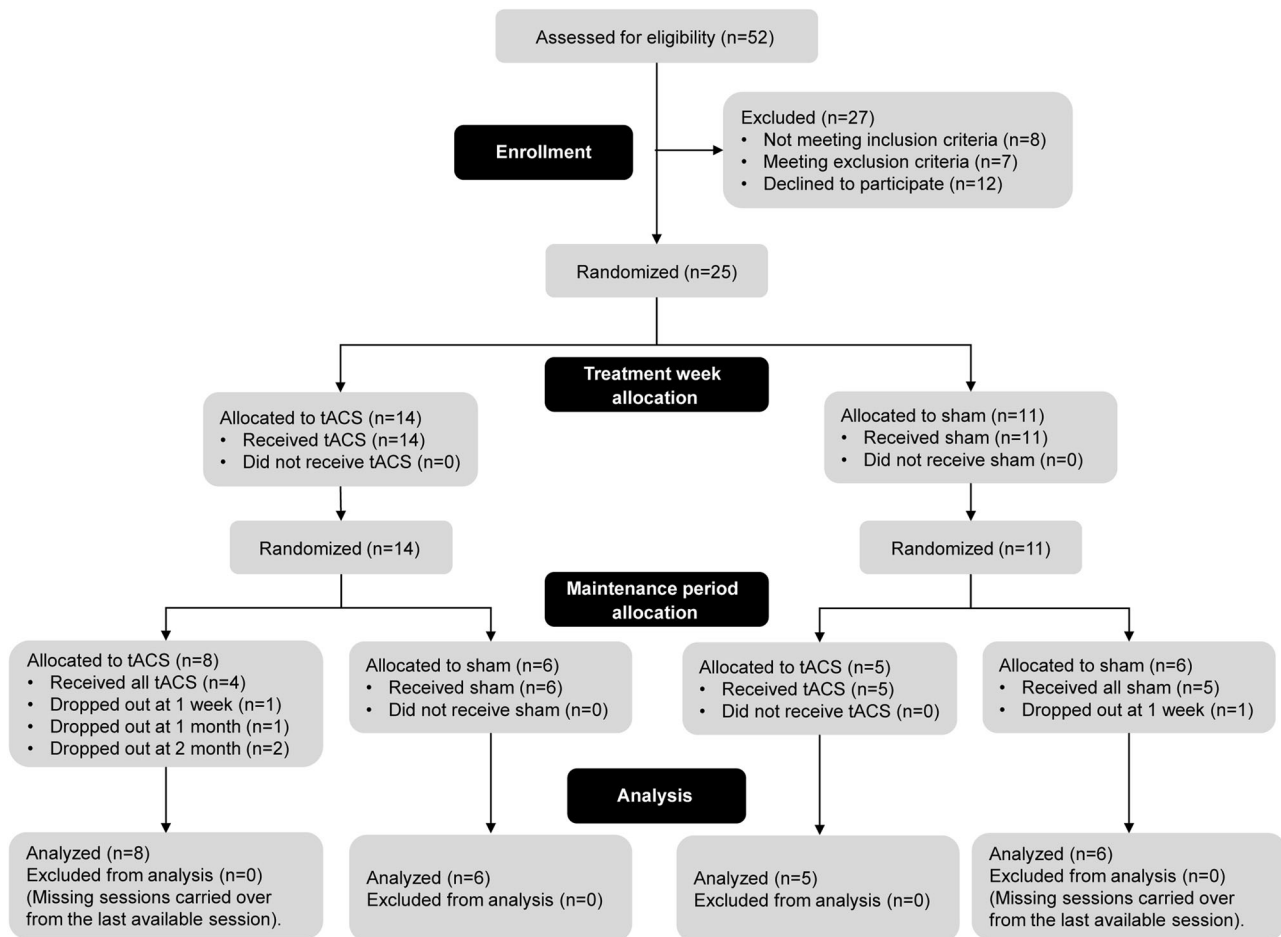 Assessed for eligibility (n=52)
Excluded (n=27)
• Not meeting inclusion criteria (n=8)
• Meeting exclusion criteria (n=7)
• Declined to participate (n=12)
Enrollment
Randomized (n=25)
Treatment week
allocation
Allocated to tACS (n=14)
• Received tACS (n=14)
• Did not receive tACS (n=0)
Allocated to sham (n=11)
• Received sham (n=11)
• Did not receive sham (n=0)
Randomized (n=14)
Randomized (n=11)
Maintenance period
allocation
Allocated to tACS (n=8)
• Received all tACS (n=4)
• Dropped out at 1 week (n=1)
• Dropped out at 1 month (n=1)
• Dropped out at 2 month (n=2)
Allocated to sham (n=6)
• Received sham (n=6)
• Did not receive sham (n=0)
Allocated to tACS (n=5)
• Received tACS (n=5)
• Did not receive tACS (n=0)
Allocated to sham (n=6)
• Received all sham (n=5)
• Dropped out at 1 week (n=1)
Analysis
Analyzed (n=8)
Excluded from analysis (n=0)
(Missing sessions carried over
from the last available session).
Analyzed (n=6)
Excluded from analysis (n=0)
Analyzed (n=5)
Excluded from analysis (n=0)
Analyzed (n=6)
Excluded from analysis (n=0)
(Missing sessions carried over
from the last available session).